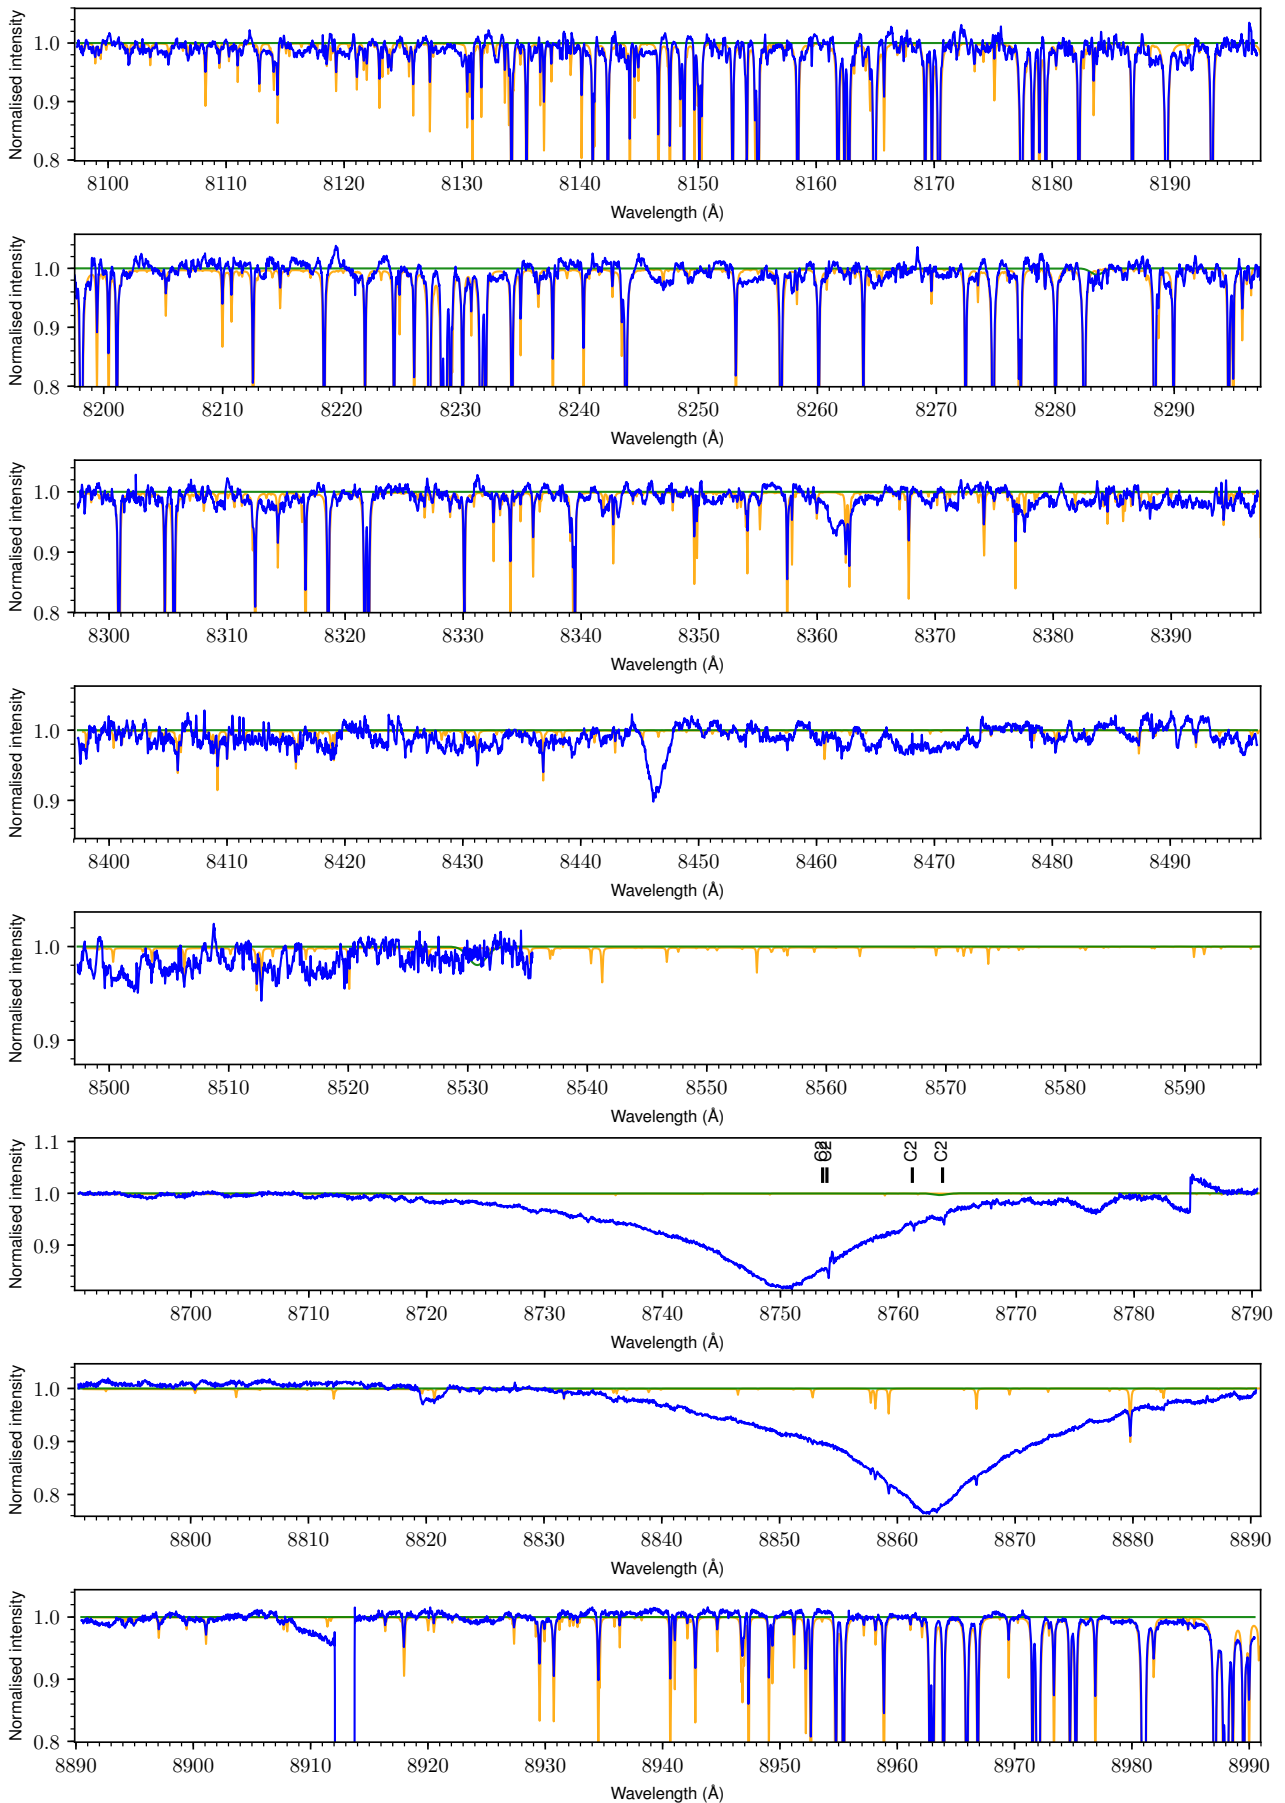 Normalised intensity
1.0
0.9
0.8
8100 8110 8120 8130 8140 8150 8160 8170 8180 8190
Wavelength (Å)
Normalised intensity
1.0
0.9
0.8
8200 8210 8220 8230 8240 8250 8260 8270 8280 8290
Wavelength (Å)
Normalised intensity
1.0
0.9
0.8
8300 8310 8320 8330 8340 8350 8360 8370 8380 8390
Wavelength (Å)
Normalised intensity
1.0
0.9
8400 8410 8420 8430 8440 8450 8460 8470 8480 8490
Wavelength (Å)
Normalised intensity
1.0
0.9
8500 8510 8520 8530 8540 8550 8560 8570 8580 8590
Wavelength (Å)
Normalised intensity
1.1
1.0
0.9
C2 C2 C2 C2
8700 8710 8720 8730 8740 8750 8760 8770 8780 8790
Wavelength (Å)
Normalised intensity
1.0
0.9
0.8
8800 8810 8820 8830 8840 8850 8860 8870 8880 8890
Wavelength (Å)
Normalised intensity
1.0
0.9
0.8
8890 8900 8910 8920 8930 8940 8950 8960 8970 8980 8990
Wavelength (Å)